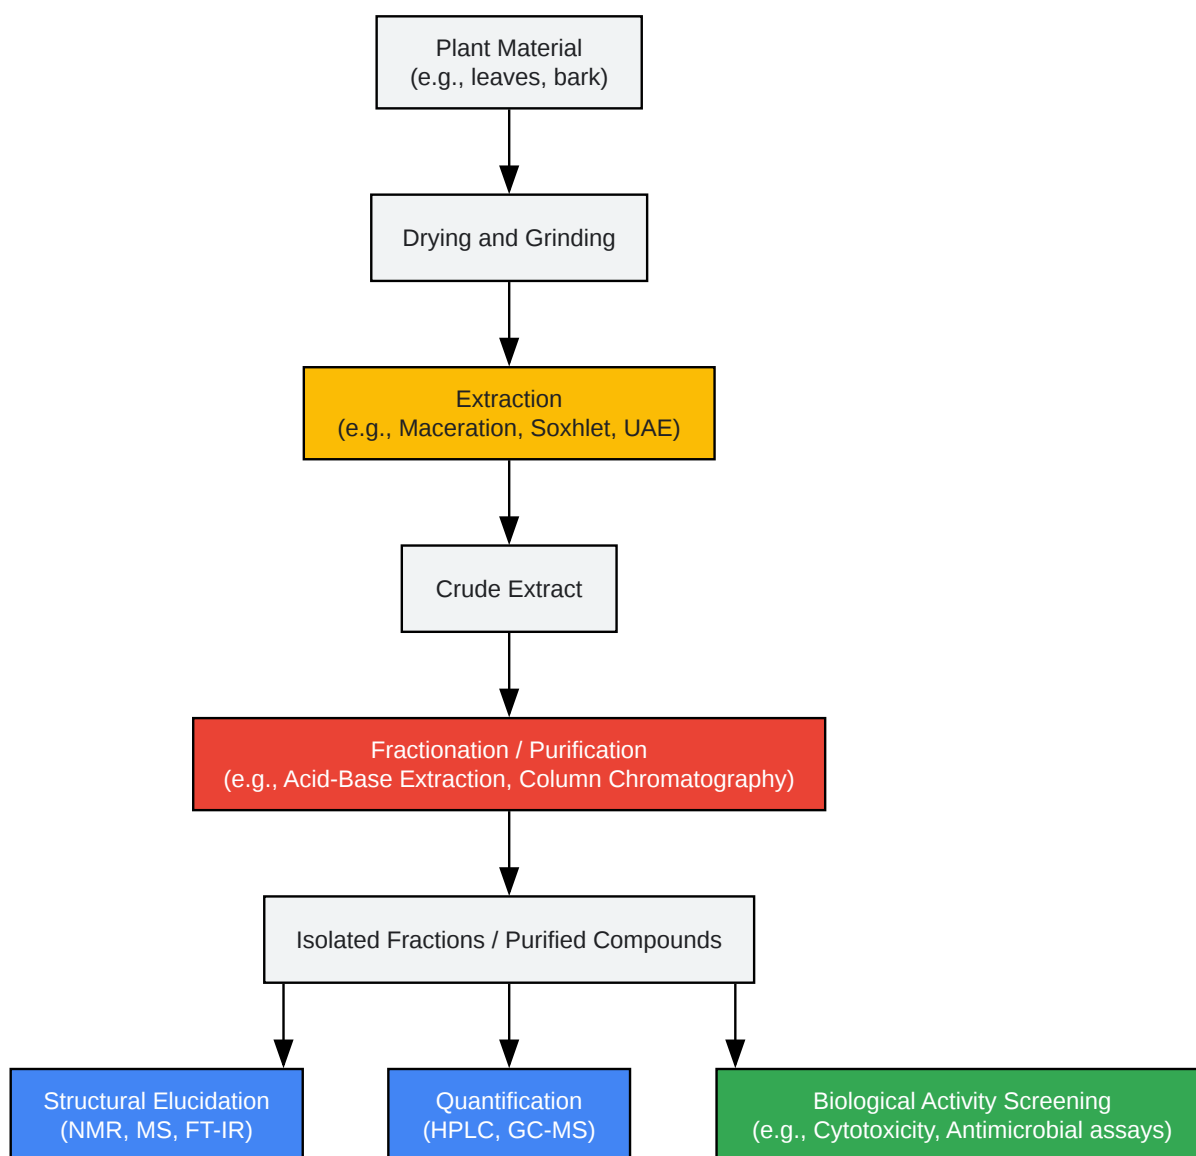 Plant Material
(e.g., leaves, bark)
Drying and Grinding
Extraction
(e.g., Maceration, Soxhlet, UAE)
Crude Extract
Fractionation / Purification
(e.g., Acid-Base Extraction, Column Chromatography)
Isolated Fractions / Purified Compounds
Structural Elucidation
(NMR, MS, FT-IR)
Quantification
(HPLC, GC-MS)
Biological Activity Screening
(e.g., Cytotoxicity, Antimicrobial assays)